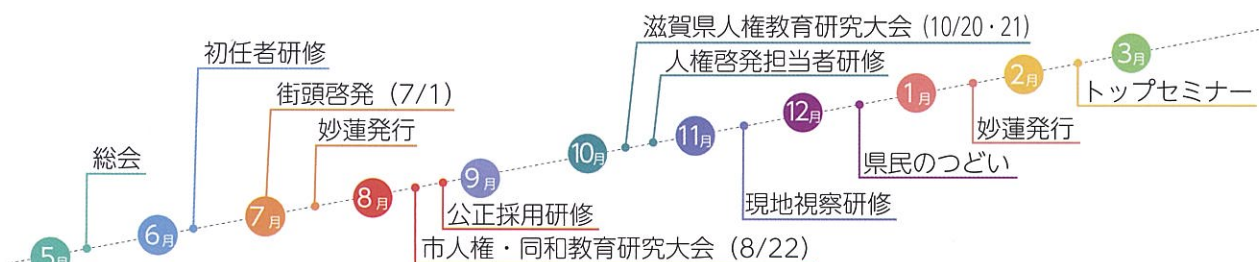 5月
総会
6月
初任者研修
7月
街頭啓発 (7/1)
妙蓮発行
8月
市人権・同和教育研究大会 (8/22)
公正採用研修
9月
10月
滋賀県人権教育研究大会 (10/20・21)
人権啓発担当者研修
11月
現地視察研修
12月
県民のつどい
1月
妙蓮発行
2月
トップセミナー
3月